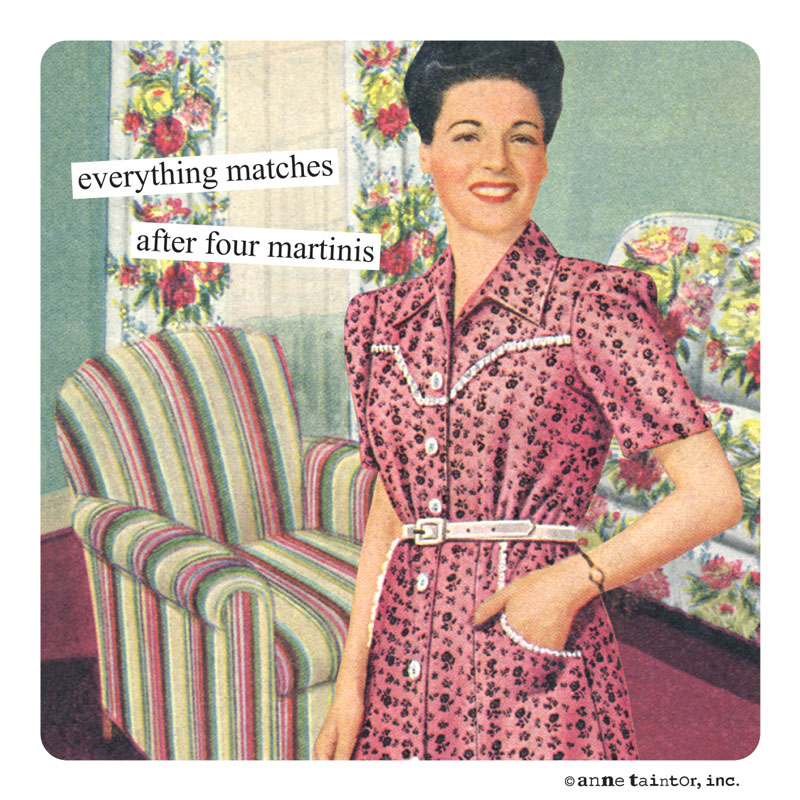 everything matches
after four martinis
© anne taintor, inc.